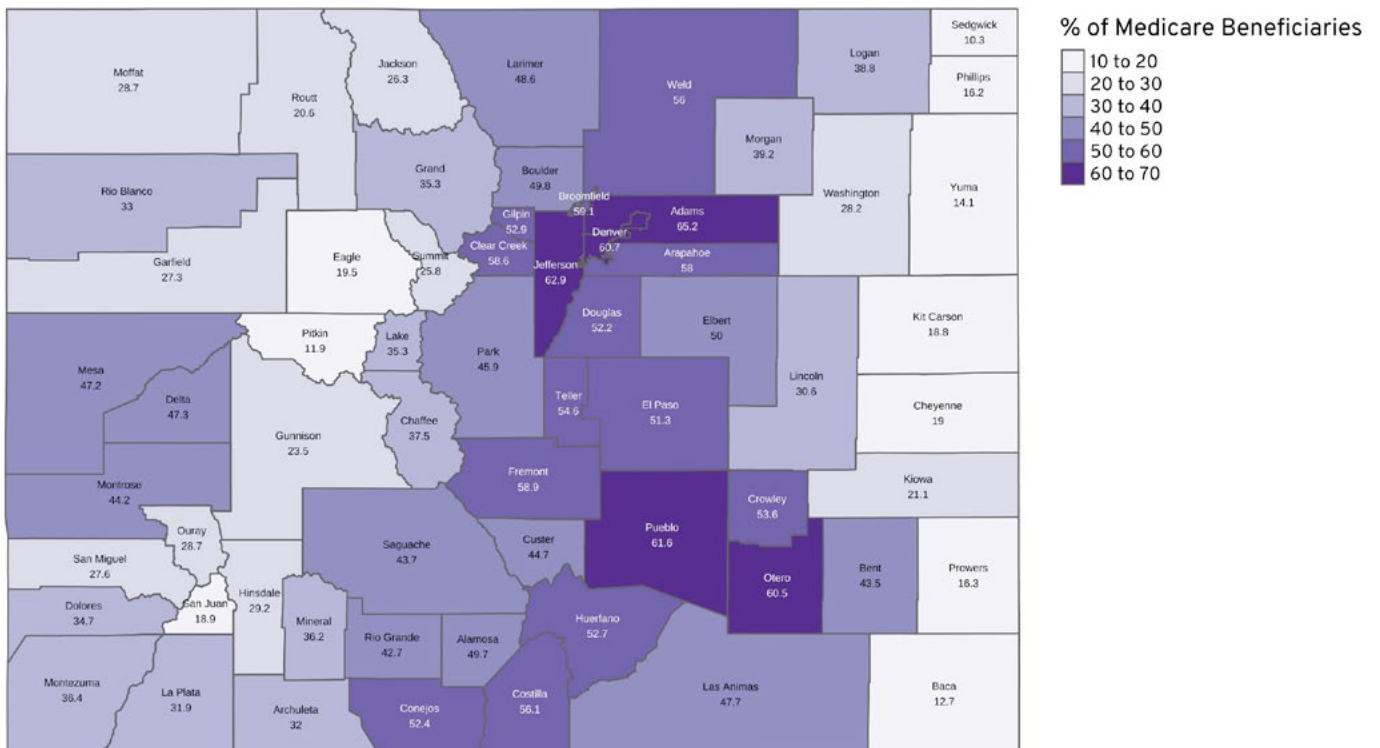 % of Medicare Beneficiaries
10 to 20
20 to 30
30 to 40
40 to 50
50 to 60
60 to 70
Sedgwick
10.3
Logan
38.8
Larimer
48.6
Jackson
26.3
Moffat
28.7
Phillips
16.2
Weld
56
Routt
20.6
Morgan
39.2
Grand
35.3
Boulder
49.8
Rio Blanco
33
Washington
28.2
Yuma
14.1
Broomfield
59.1
Gilpin
52.9
Adams
65.2
Denver
60.7
Clear Creek
58.6
Arapahoe
58
Eagle
19.5
Summit
25.8
Garfield
27.3
Jefferson
62.9
Douglas
52.2
Elbert
50
Kit Carson
18.8
Pitkin
11.9
Lake
35.3
Park
45.9
Mesa
47.2
Lincoln
30.6
Delta
47.3
Teller
54.6
El Paso
51.3
Cheyenne
19
Chaffee
37.5
Gunnison
23.5
Fremont
58.9
Kiowa
21.1
Montrose
44.2
Crowley
53.6
Pueblo
61.6
Ouray
28.7
Saguache
43.7
Custer
44.7
San Miguel
27.6
Bent
43.5
Prowers
16.3
Otero
60.5
Hinsdale
29.2
San Juan
18.9
Dolores
34.7
Mineral
36.2
Huerfano
52.7
Rio Grande
42.7
Alamosa
49.7
Montezuma
36.4
La Plata
31.9
Las Animas
47.7
Baca
12.7
Costilla
56.1
Archuleta
32
Conejos
52.4